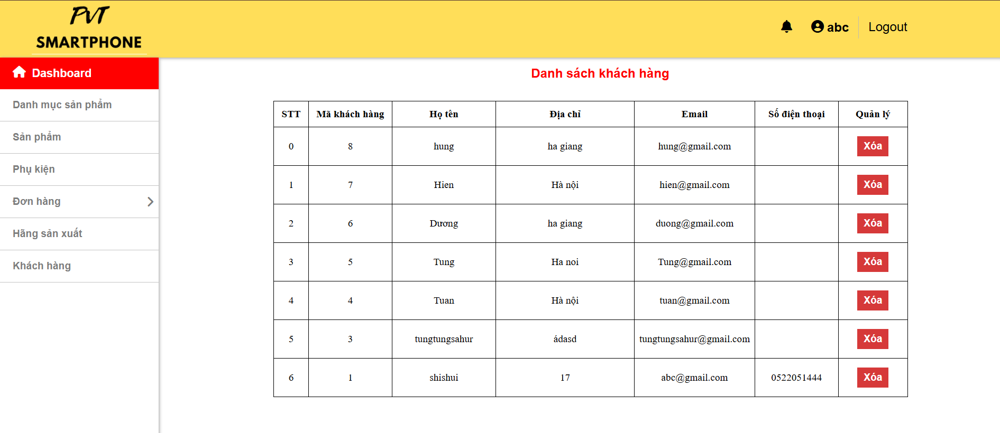 PVT
SMARTPHONE
abc Logout
Dashboard
Danh mục sản phẩm
Sản phẩm
Phụ kiện
Đơn hàng
Hãng sản xuất
Khách hàng
Danh sách khách hàng
STT Mã khách hàng Họ tên Địa chỉ Email Số điện thoại Quản lý
0 8 hung ha giang hung@gmail.com Xóa
1 7 Hien Hà nội hien@gmail.com Xóa
2 6 Dương ha giang duong@gmail.com Xóa
3 5 Tung Ha noi Tung@gmail.com Xóa
4 4 Tuan Hà nội tuan@gmail.com Xóa
5 3 tungtungsahur ádasd tungtungsahur@gmail.com Xóa
6 1 shishui 17 abc@gmail.com 0522051444 Xóa